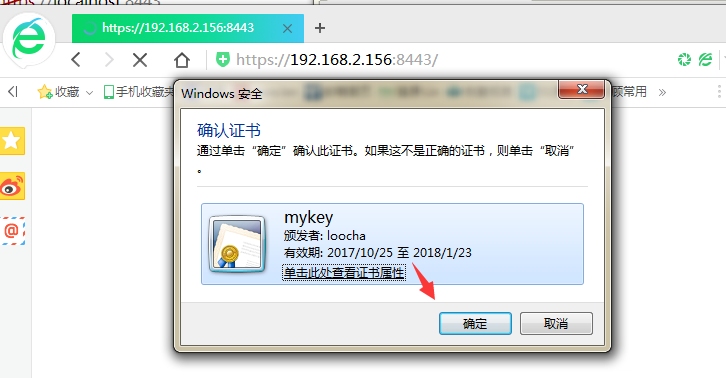 https://localhost:8443
https://192.168.2.156:8443
https://192.168.2.156:8443/
收藏
手机收藏夹
顾常用
Windows 安全
确认证书
通过单击“确定”确认此证书。如果这不是正确的证书，则单击“取消”
。
mykey
颁发者: loocha
有效期: 2017/10/25 至 2018/1/23
单击此处查看证书属性
确定
取消